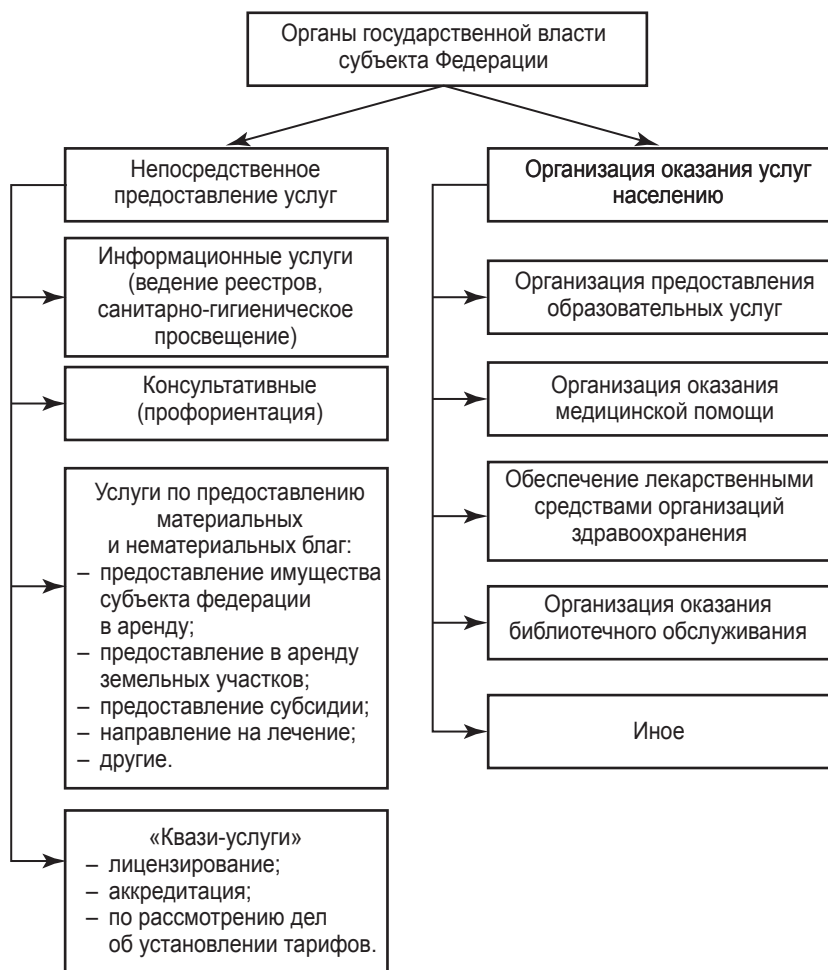 Органы государственной власти
субъекта Федерации
Непосредственное
предоставление услуг
Информационные услуги
(ведение реестров,
санитарно-гигиеническое
просвещение)
Консультативные
(профориентация)
Услуги по предоставлению
материальных
и нематериальных благ:
– предоставление имущества
субъекта федерации
в аренду;
– предоставление в аренду
земельных участков;
– предоставление субсидии;
– направление на лечение;
– другие.
«Квази-услуги»
– лицензирование;
– аккредитация;
– по рассмотрению дел
об установлении тарифов.
Организация оказания услуг
населению
Организация предоставления
образовательных услуг
Организация оказания
медицинской помощи
Обеспечение лекарственными
средствами организаций
здравоохранения
Организация оказания
библиотечного обслуживания
Иное